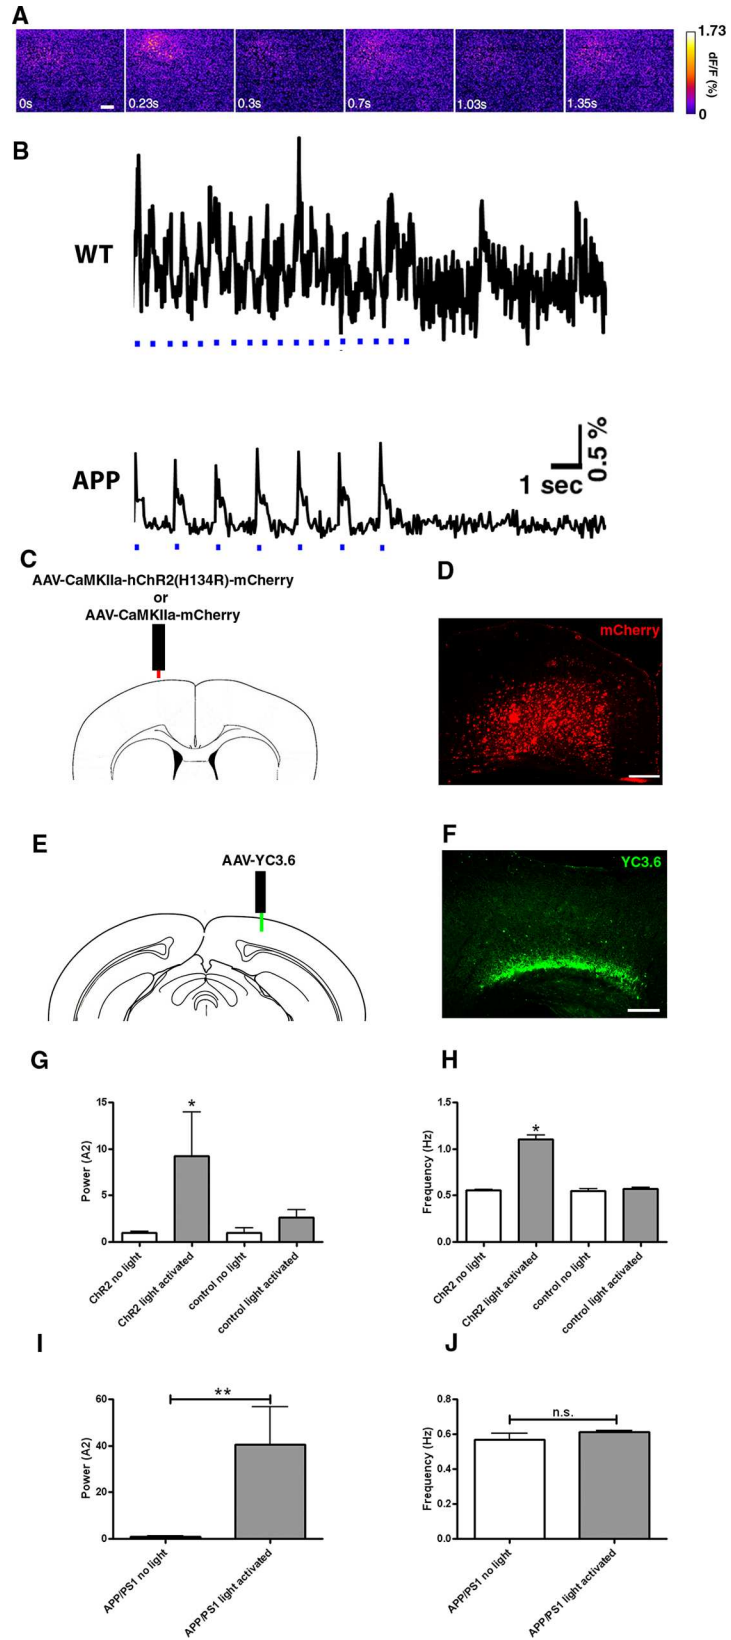 A
0s
0.23s
0.3s
0.7s
1.03s
1.35s
1.73
dF/F (%)
0
B
WT
APP
1 sec
0.5 %
C
AAV-CaMKIIa-hChR2(H134R)-mCherry
or
AAV-CaMKIIa-mCherry
D
mCherry
E
AAV-YC3.6
F
YC3.6
G
Power (A2)
15
10
5
0
*
ChR2 no light
ChR2 light activated
control no light
control light activated
H
Frequency (Hz)
1.5
1.0
0.5
0.0
*
ChR2 no light
ChR2 light activated
control no light
control light activated
I
Power (A2)
60
40
20
0
**
APP/PS1 no light
APP/PS1 light activated
J
Frequency (Hz)
0.8
0.6
0.4
0.2
0.0
n.s.
APP/PS1 no light
APP/PS1 light activated